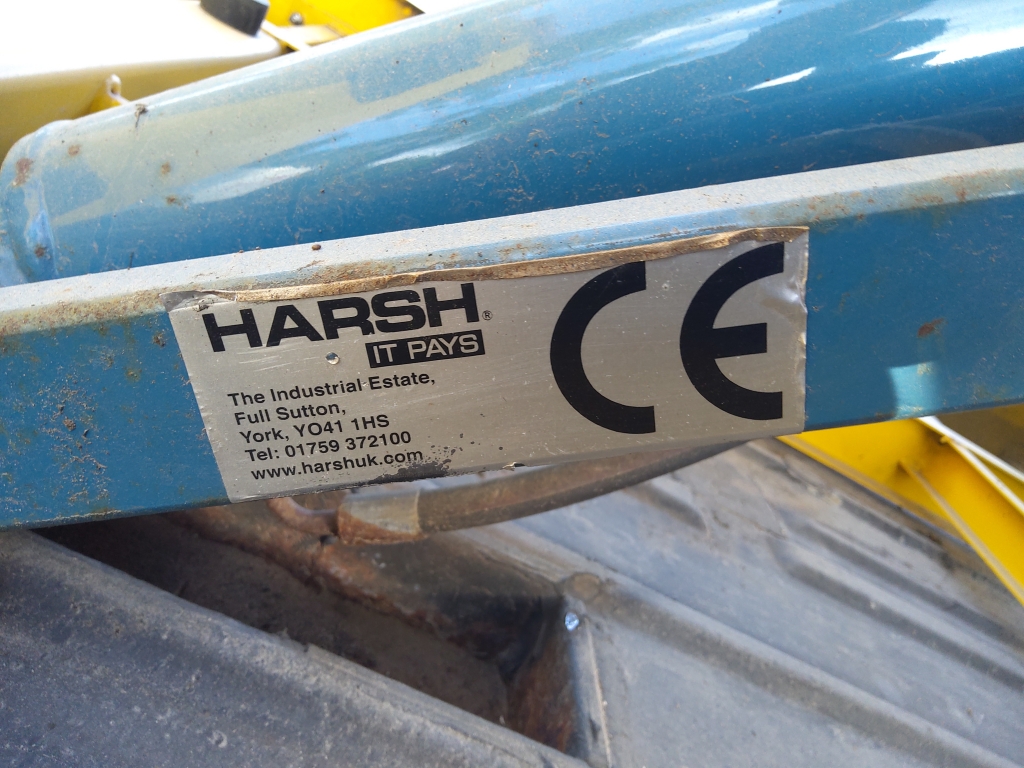 HARSH®
IT PAYS
The Industrial Estate,
Full Sutton,
York, YO41 1HS
Tel: 01759 372100
www.harshuk.com
CE